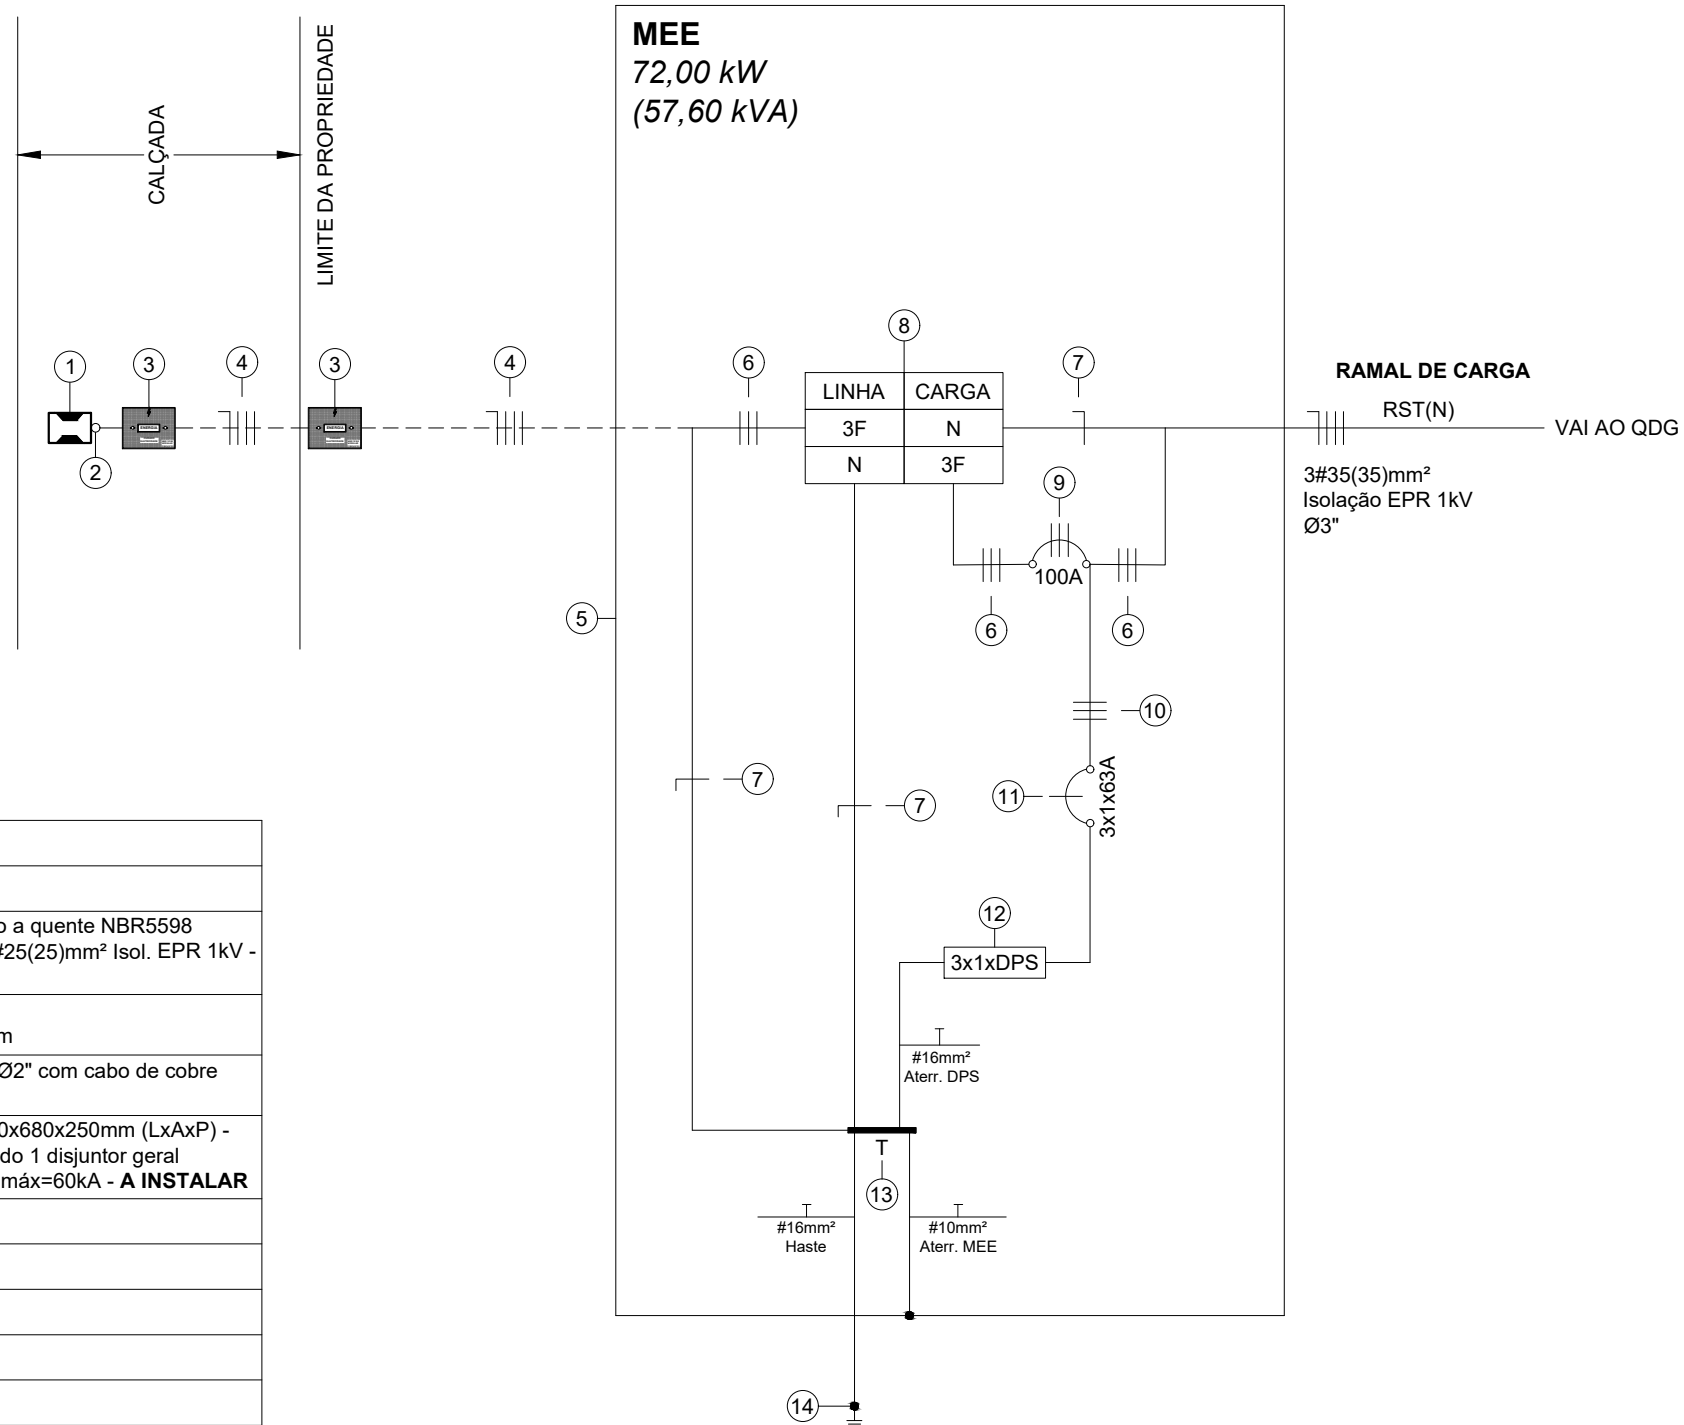 MEE
72,00 kW
(57,60 kVA)
CALÇADA
LIMITE DA PROPRIEDADE
1
3
4
3
4
6
8
7
2
ENERGIA
ENERGIA
LINHA CARGA
3F N
N 3F
RAMAL DE CARGA
RST(N)
VAI AO QDG
3#35(35)mm²
Isolação EPR 1kV
Ø3"
9
100A
6
6
5
10
7
7
11
3x1x63A
12
3x1xDPS
#16mm²
Aterr. DPS
T
13
#16mm²
Haste
#10mm²
Aterr. MEE
14
o a quente NBR5598
#25(25)mm² Isol. EPR 1kV -
m
Ø2" com cabo de cobre
0x680x250mm (LxAxP) -
do 1 disjuntor geral
máx=60kA - A INSTALAR